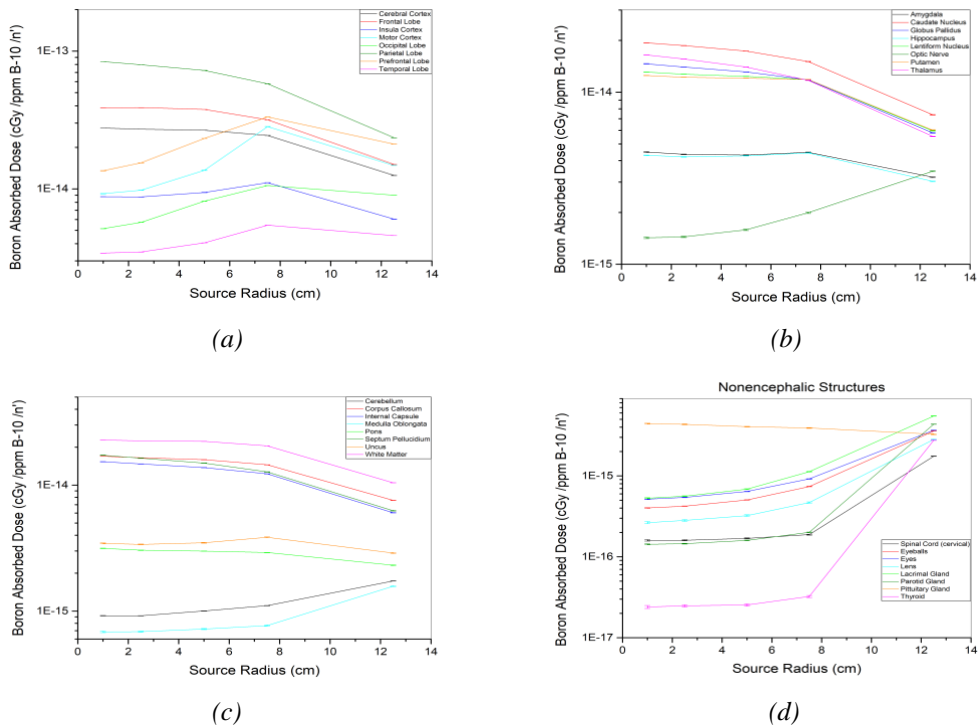 Cerebral Cortex
Frontal Lobe
Insula Cortex
Motor Cortex
Occipital Lobe
Parietal Lobe
Prefrontal Lobe
Temporal Lobe
1E-13
1E-14
Boron Absorbed Dose (cGy /ppm B-10 /n')
0 2 4 6 8 10 12 14
Source Radius (cm)
(a)
Amygdala
Caudate Nucleus
Globus Pallidus
Hippocampus
Lentiform Nucleus
Optic Nerve
Putamen
Thalamus
1E-14
1E-15
Boron Absorbed Dose (cGy /ppm B-10 /n')
0 2 4 6 8 10 12 14
Source Radius (cm)
(b)
Cerebellum
Corpus Callosum
Internal Capsule
Medulla Oblongata
Pons
Septum Pellucidium
Uncus
White Matter
1E-14
1E-15
Boron Absorbed Dose (cGy /ppm B-10 /n')
0 2 4 6 8 10 12 14
Source Radius (cm)
(c)
Nonencephalic Structures
1E-15
1E-16
1E-17
Boron Absorbed Dose (cGy /ppm B-10 /n')
Spinal Cord (cervical)
Eyeballs
Eyes
Lens
Lacrimal Gland
Parotid Gland
Pittuitary Gland
Thyroid
0 2 4 6 8 10 12 14
Source Radius (cm)
(d)